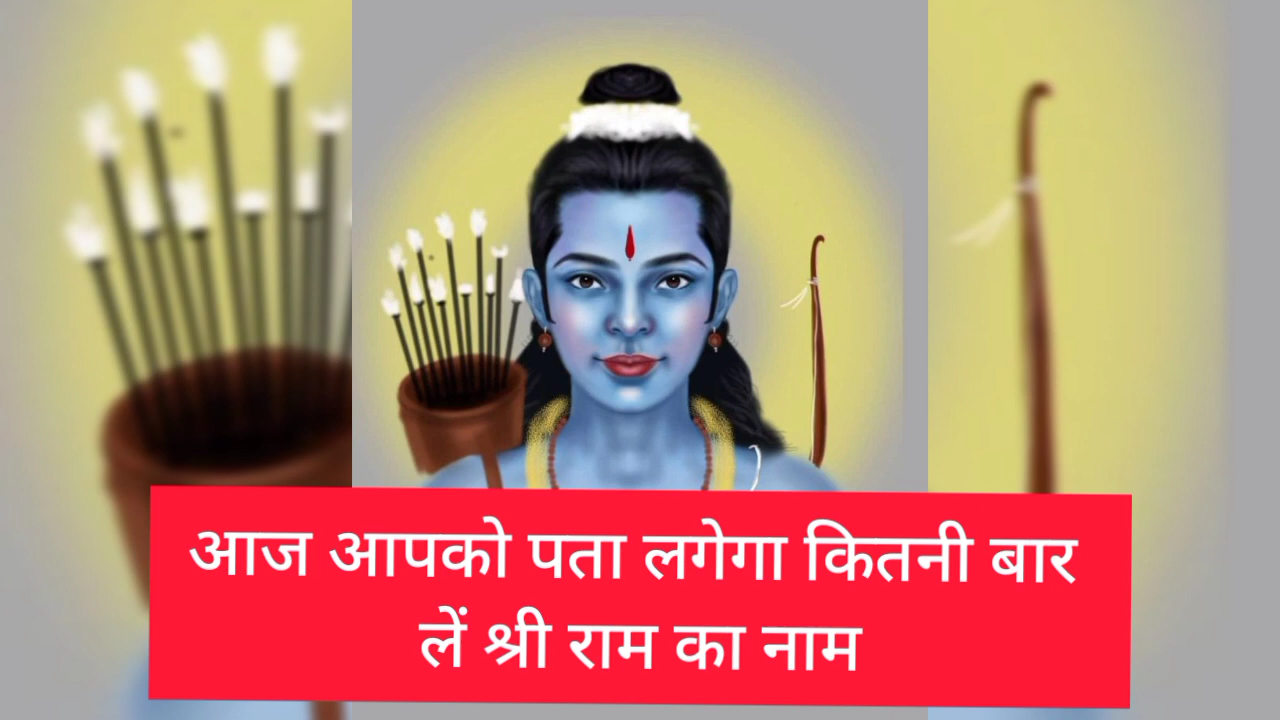 आज आपको पता लगेगा कितनी बार
लें श्री राम का नाम